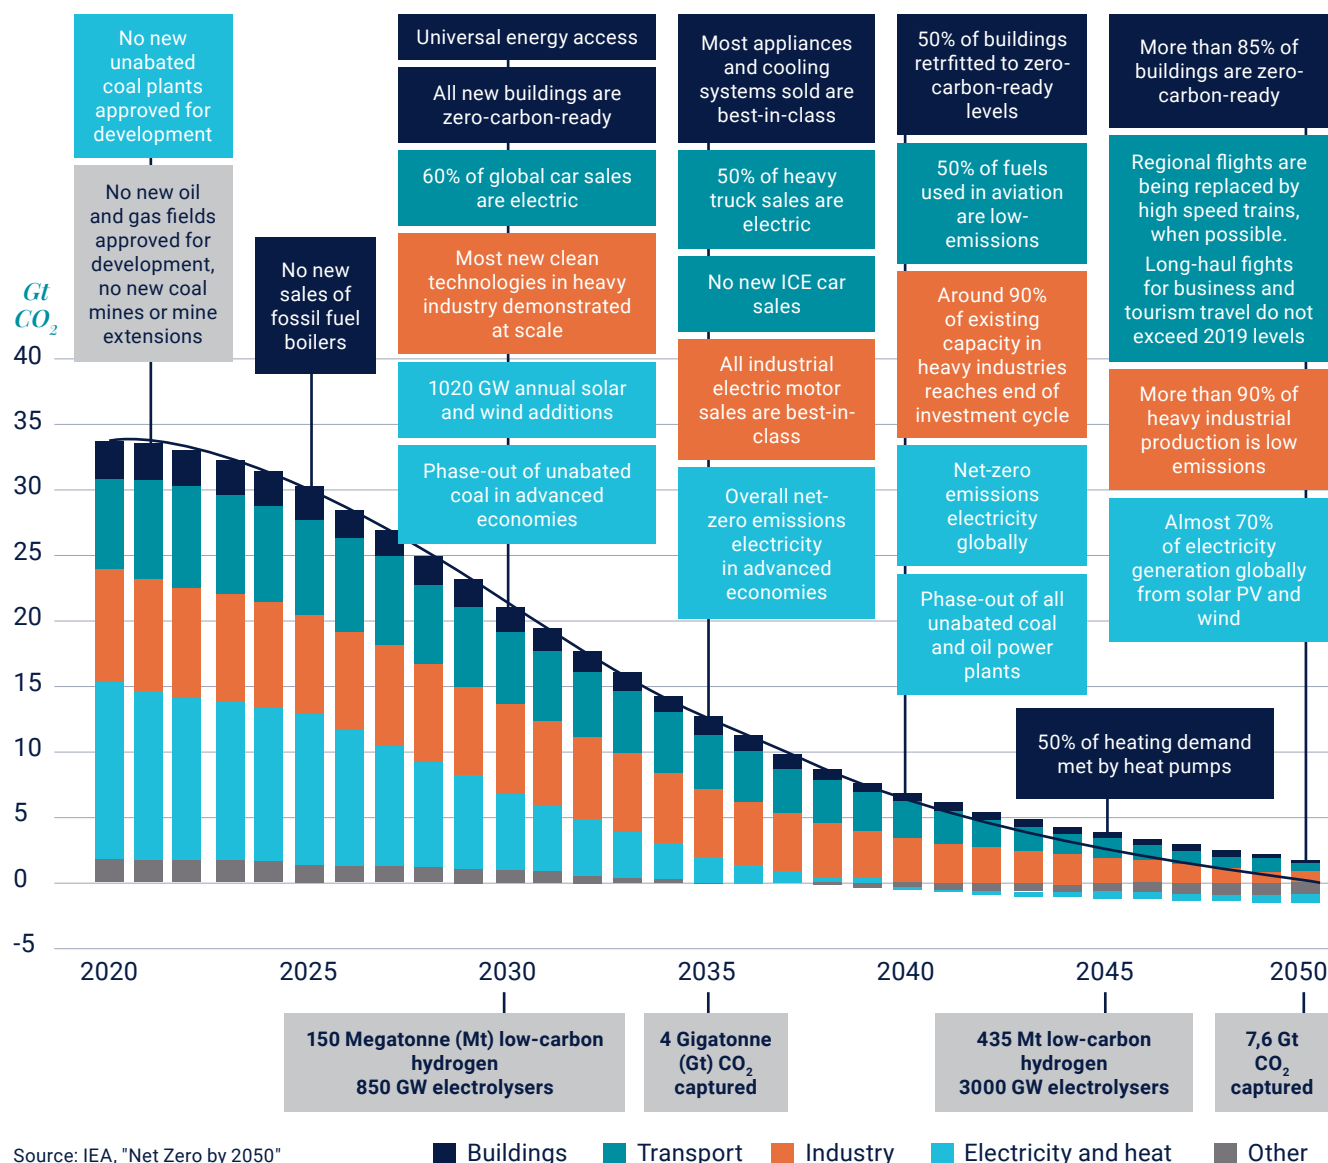 No new
unabated
coal plants
approved for
development
No new oil
and gas fields
approved for
development,
no new coal
mines or mine
extensions
No new
sales of
fossil fuel
boilers
Universal energy access
All new buildings are
zero-carbon-ready
60% of global car sales
are electric
Most new clean
technologies in heavy
industry demonstrated
at scale
1020 GW annual solar
and wind additions
Phase-out of unabated
coal in advanced
economies
Most appliances
and cooling
systems sold are
best-in-class
50% of heavy
truck sales are
electric
No new ICE car
sales
All industrial
electric motor
sales are best-in-
class
Overall net-
zero emissions
electricity
in advanced
economies
50% of buildings
retrfitted to zero-
carbon-ready
levels
50% of fuels
used in aviation
are low-
emissions
Around 90%
of existing
capacity in
heavy industries
reaches end of
investment cycle
Net-zero
emissions
electricity
globally
Phase-out of all
unabated coal
and oil power
plants
More than 85% of
buildings are zero-
carbon-ready
Regional flights are
being replaced by
high speed trains,
when possible.
Long-haul fights
for business and
tourism travel do not
exceed 2019 levels
More than 90% of
heavy industrial
production is low
emissions
Almost 70%
of electricity
generation globally
from solar PV and
wind
50% of heating demand
met by heat pumps
Gt
CO₂
40
35
30
25
20
15
10
5
0
-5
2020 2025 2030 2035 2040 2045 2050
150 Megatonne (Mt) low-carbon
hydrogen
850 GW electrolysers
4 Gigatonne
(Gt) CO₂
captured
435 Mt low-carbon
hydrogen
3000 GW electrolysers
7,6 Gt
CO₂
captured
Source: IEA, "Net Zero by 2050"
Buildings Transport Industry Electricity and heat Other